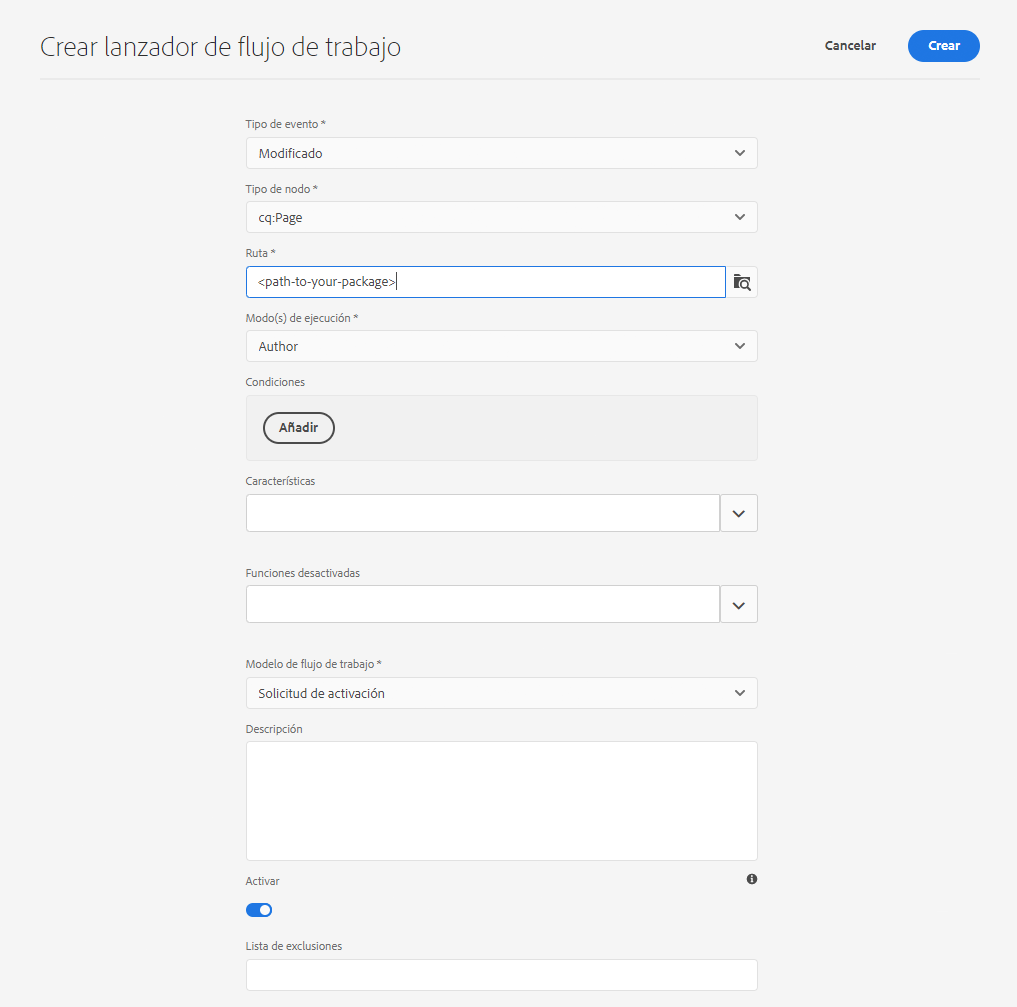 Crear lanzador de flujo de trabajo
Cancelar
Crear
Tipo de evento *
Modificado
Tipo de nodo *
cq:Page
Ruta *
<path-to-your-package>
Modo(s) de ejecución *
Author
Condiciones
Añadir
Características
Funciones desactivadas
Modelo de flujo de trabajo *
Solicitud de activación
Descripción
Activar
Lista de exclusiones